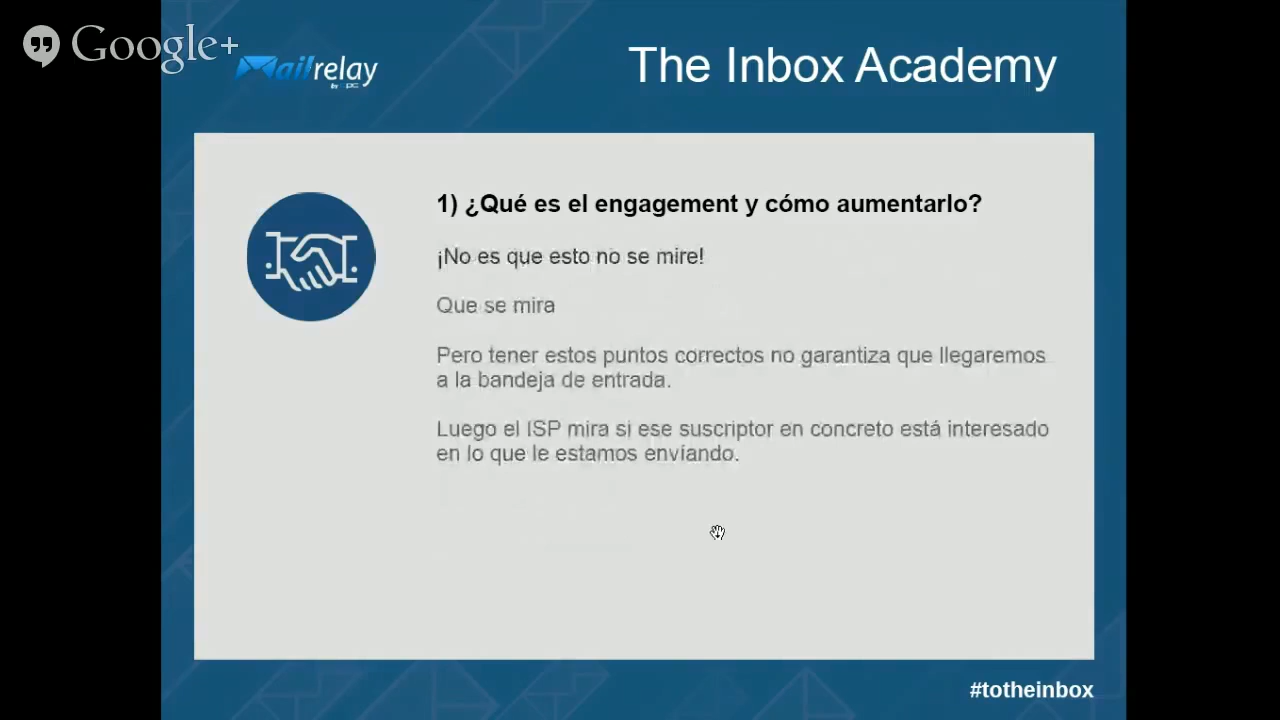 Google+
Mailrelay
by pc
The Inbox Academy
1) ¿Qué es el engagement y cómo aumentarlo?
¡No es que esto no se mire!
Que se mira
Pero tener estos puntos correctos no garantiza que llegaremos
a la bandeja de entrada.
Luego el ISP mira si ese suscriptor en concreto está interesado
en lo que le estamos envíando.
#totheinbox